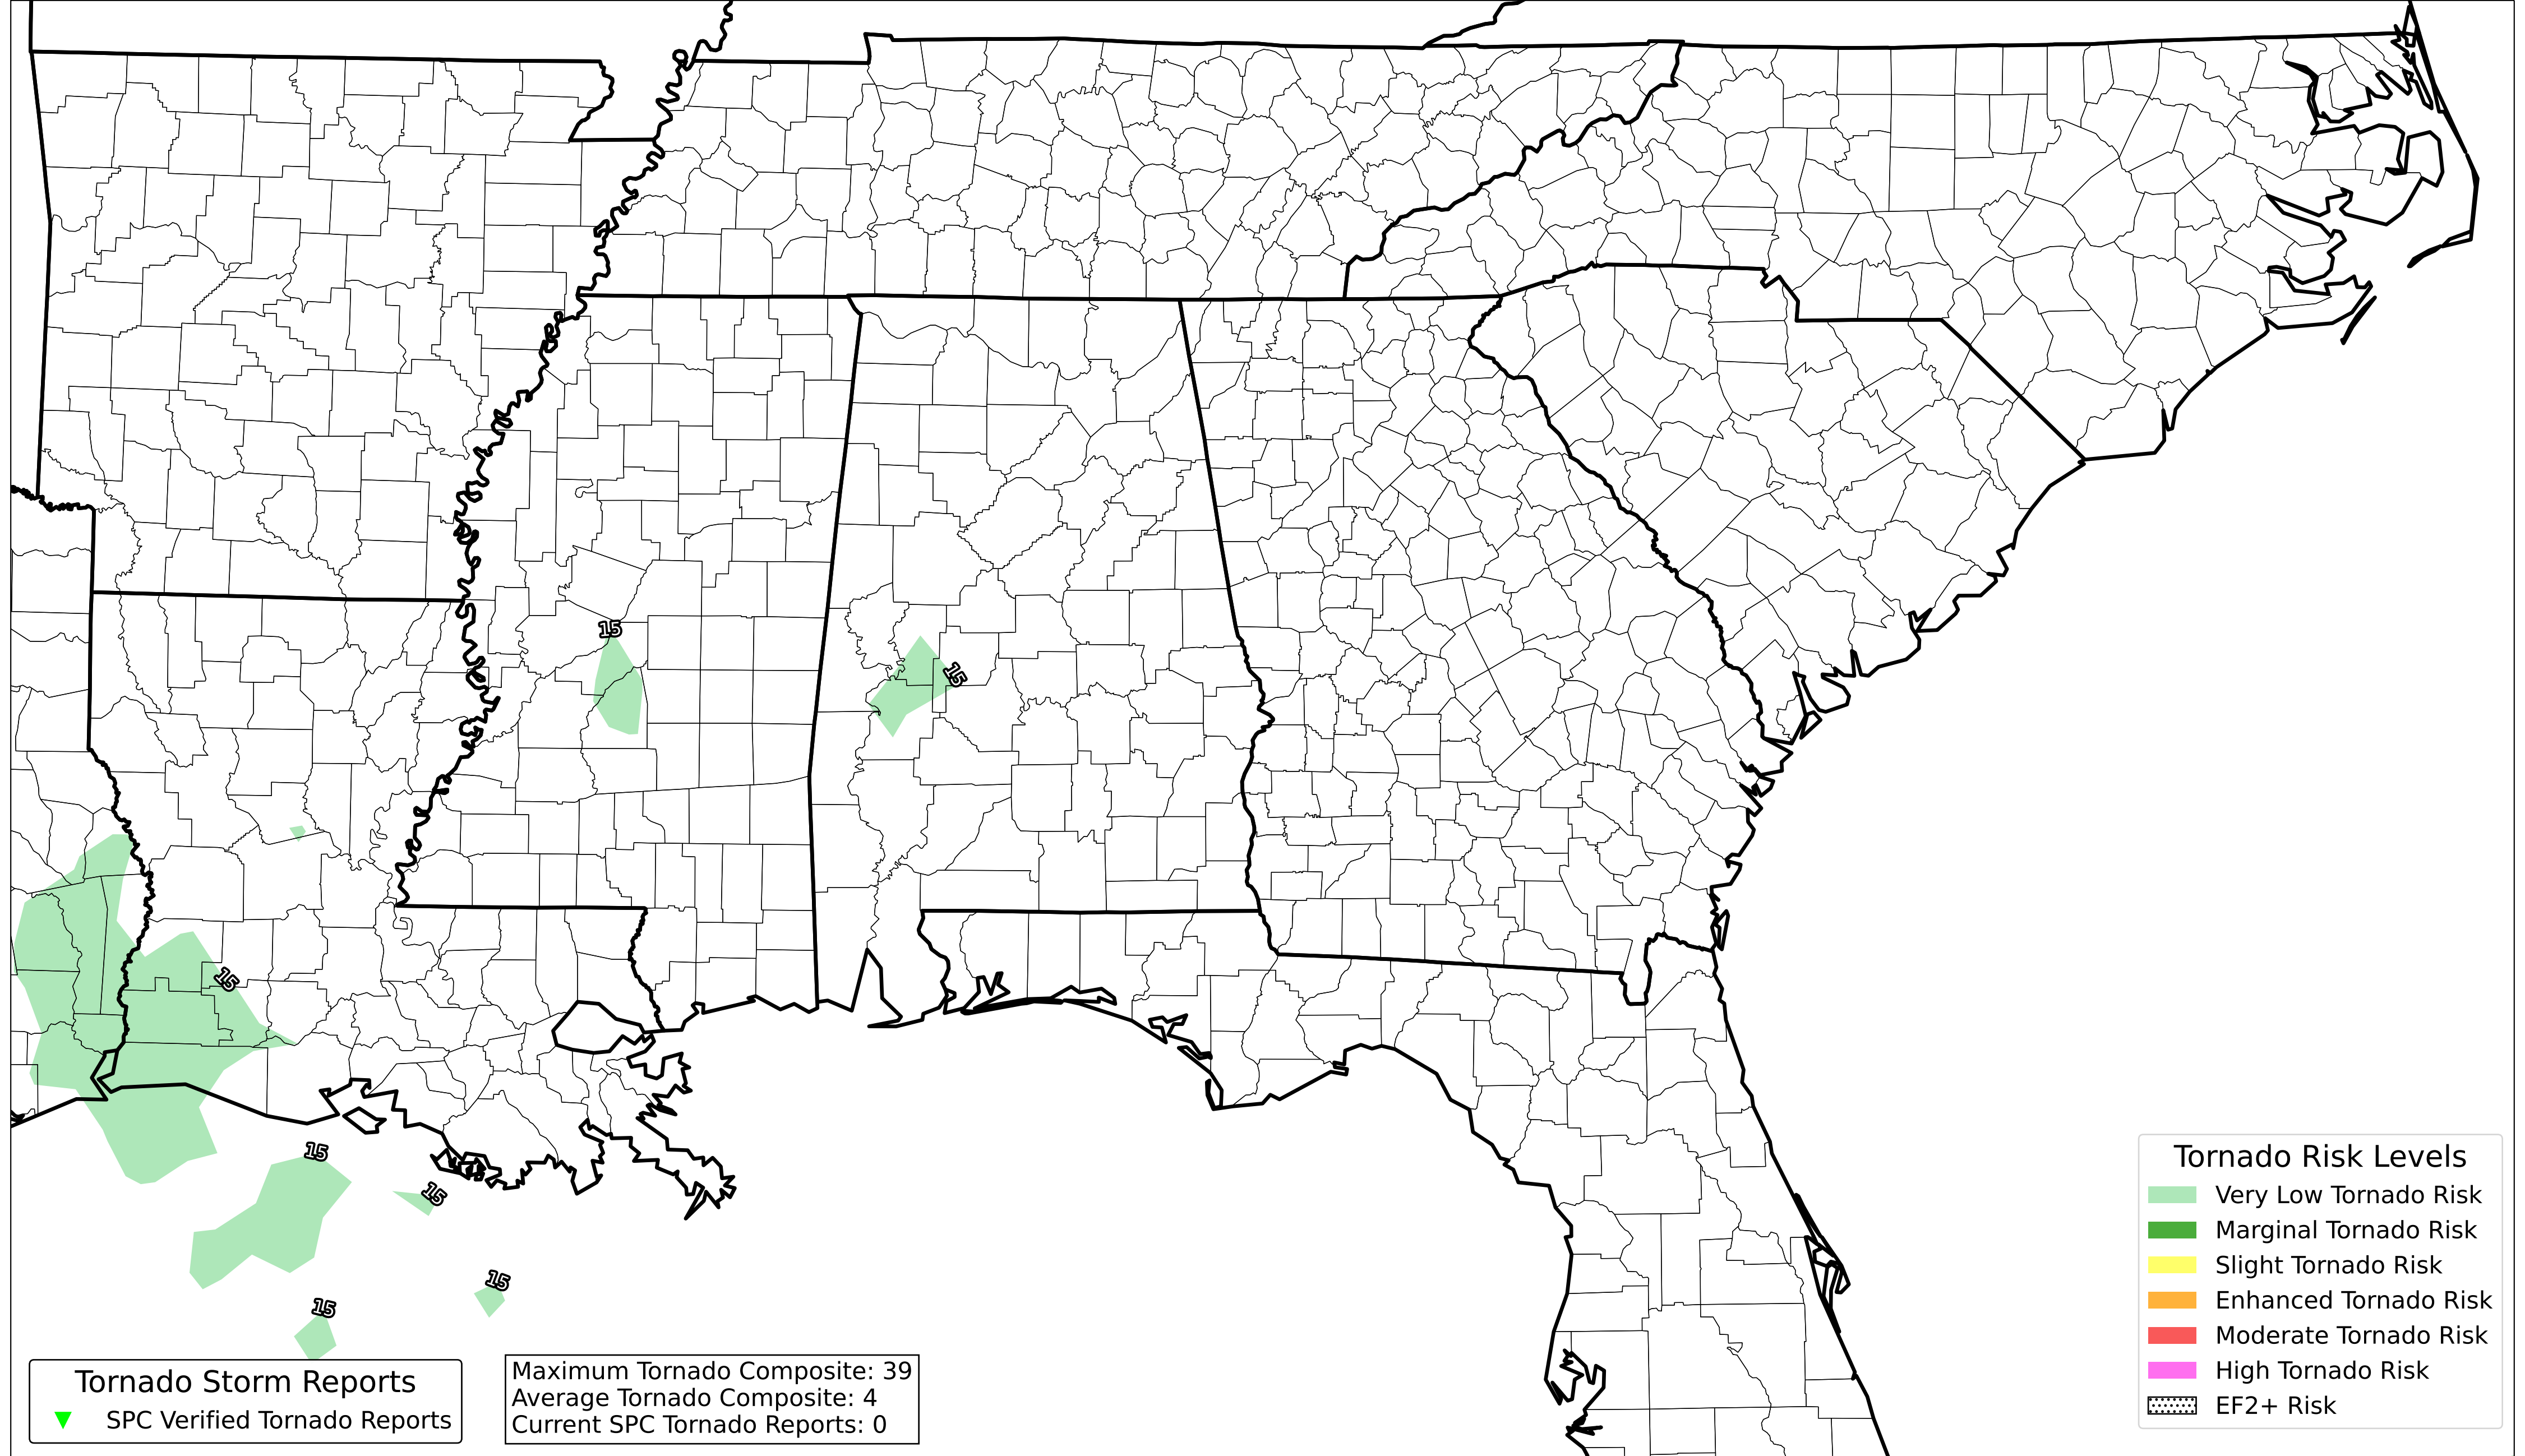 15
15
15
15
15
15
15
Tornado Storm Reports
SPC Verified Tornado Reports
Maximum Tornado Composite: 39
Average Tornado Composite: 4
Current SPC Tornado Reports: 0
Tornado Risk Levels
Very Low Tornado Risk
Marginal Tornado Risk
Slight Tornado Risk
Enhanced Tornado Risk
Moderate Tornado Risk
High Tornado Risk
EF2+ Risk